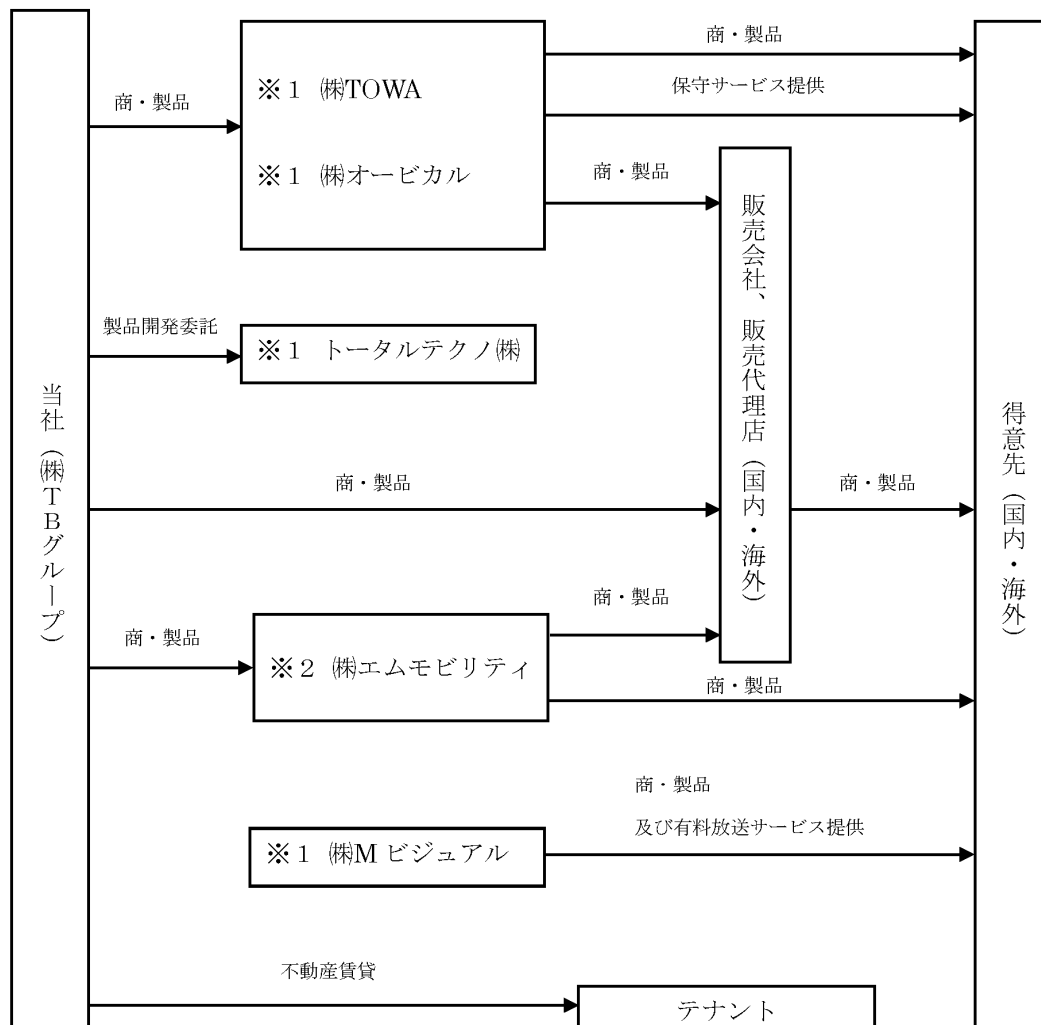 商・製品
商・製品
保守サービス提供
※１ ㈱TOWA
※１ ㈱オービカル
商・製品
製品開発委託
※１ トータルテクノ㈱
当社（㈱ＴＢグループ）
販売会社、販売代理店（国内・海外）
得意先（国内・海外）
商・製品
商・製品
商・製品
商・製品
※２ ㈱エムモビリティ
商・製品
商・製品
及び有料放送サービス提供
※１ ㈱Mビジュアル
不動産賃貸
テナント